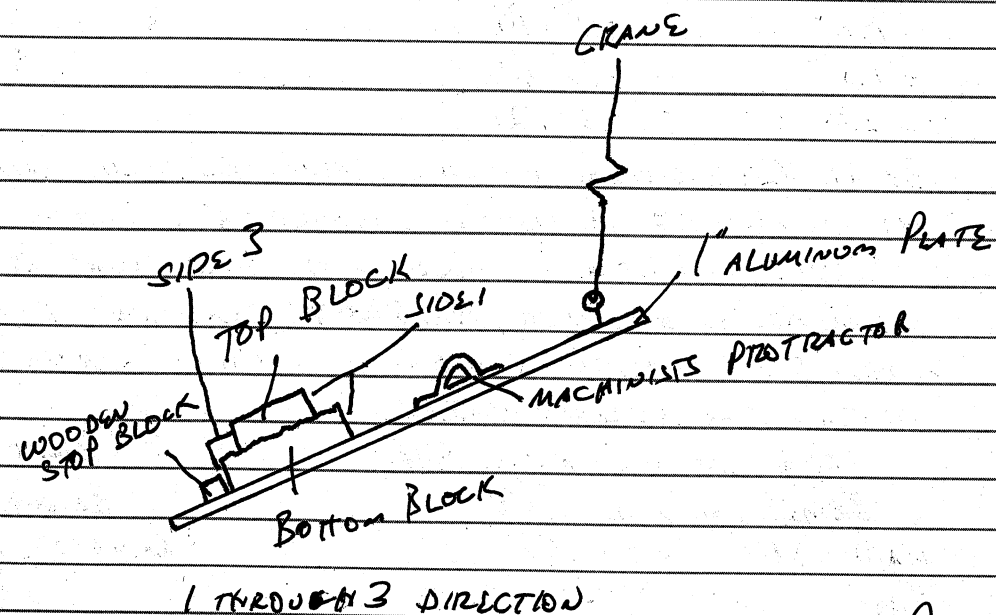 CRANE
1" ALUMINUM PLATE
SIDE 3
TOP BLOCK
SIDE 1
MACHINISTS PROTRACTOR
WOODEN
STOP BLOCK
BOTTOM BLOCK
1 THROUGH 3 DIRECTION